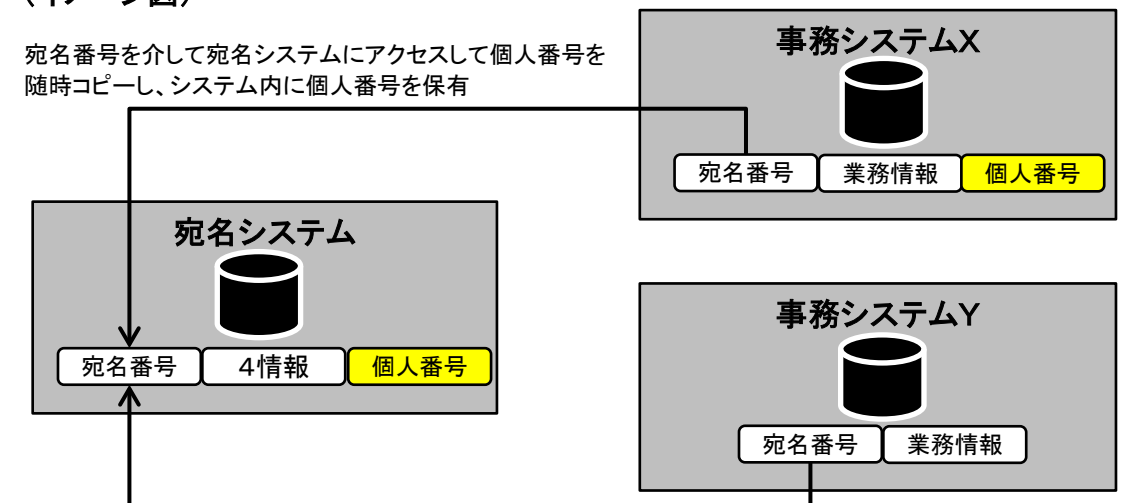 (イメージ図)
宛名番号を介して宛名システムにアクセスして個人番号を
随時コピーし、システム内に個人番号を保有
事務システムX
宛名番号
業務情報
個人番号
宛名システム
宛名番号
4情報
個人番号
事務システムY
宛名番号
業務情報